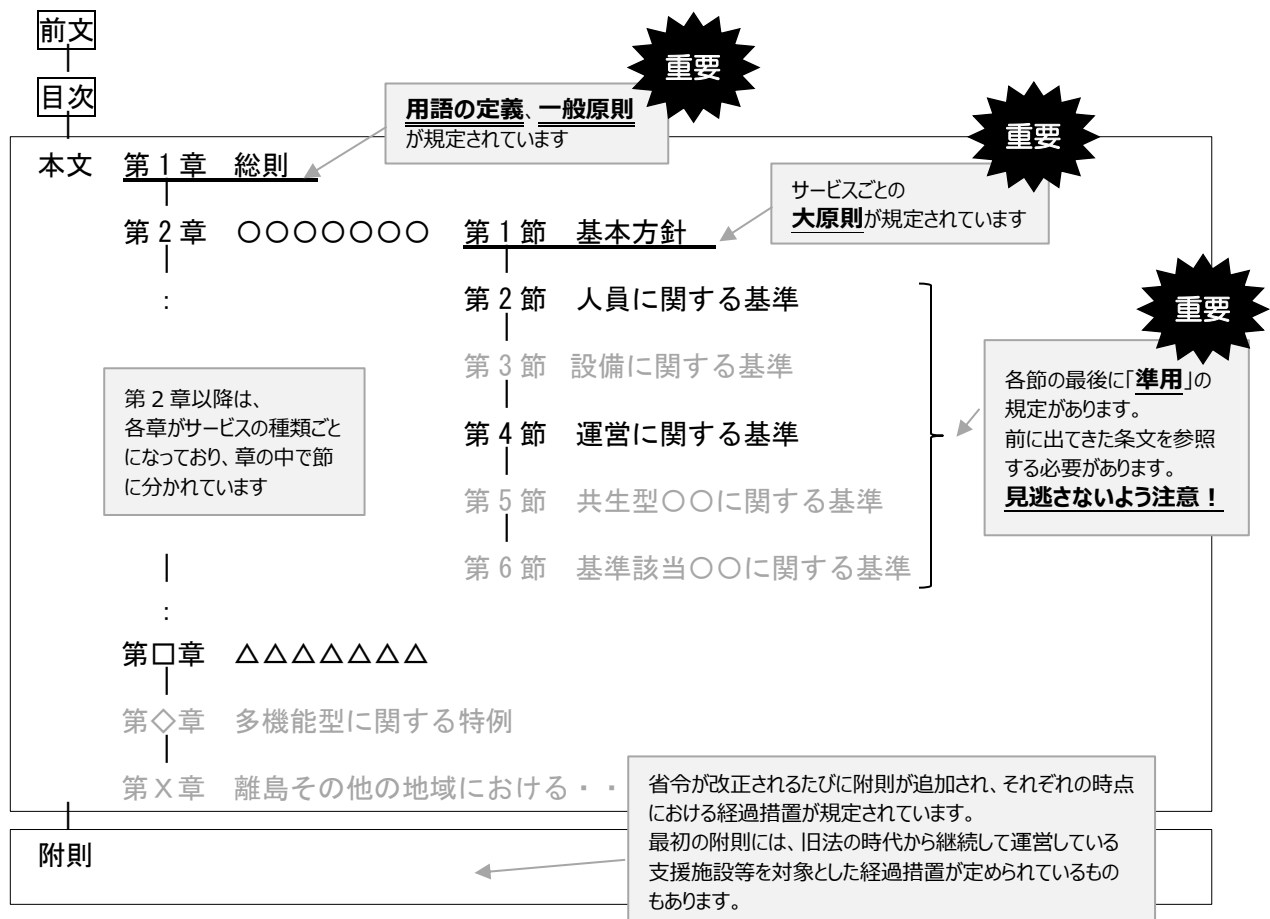 前文
目次
重要
用語の定義、一般原則
が規定されています
本文 第1章 総則
重要
サービスごとの
大原則が規定されています
第2章 ○○○○○○○ 第1節 基本方針
:
第2節 人員に関する基準
第3節 設備に関する基準
第4節 運営に関する基準
第5節 共生型○○に関する基準
第6節 基準該当○○に関する基準
重要
各節の最後に「準用」の
規定があります。
前に出てきた条文を参照
する必要があります。
見逃さないよう注意！
第2章以降は、
各章がサービスの種類ごと
になっており、章の中で節
に分かれています
:
第□章 △△△△△△△
第◇章 多機能型に関する特例
第×章 離島その他の地域における・・
省令が改正されるたびに附則が追加され、それぞれの時点
における経過措置が規定されています。
最初の附則には、旧法の時代から継続して運営している
支援施設等を対象とした経過措置が定められているもの
もあります。
附則